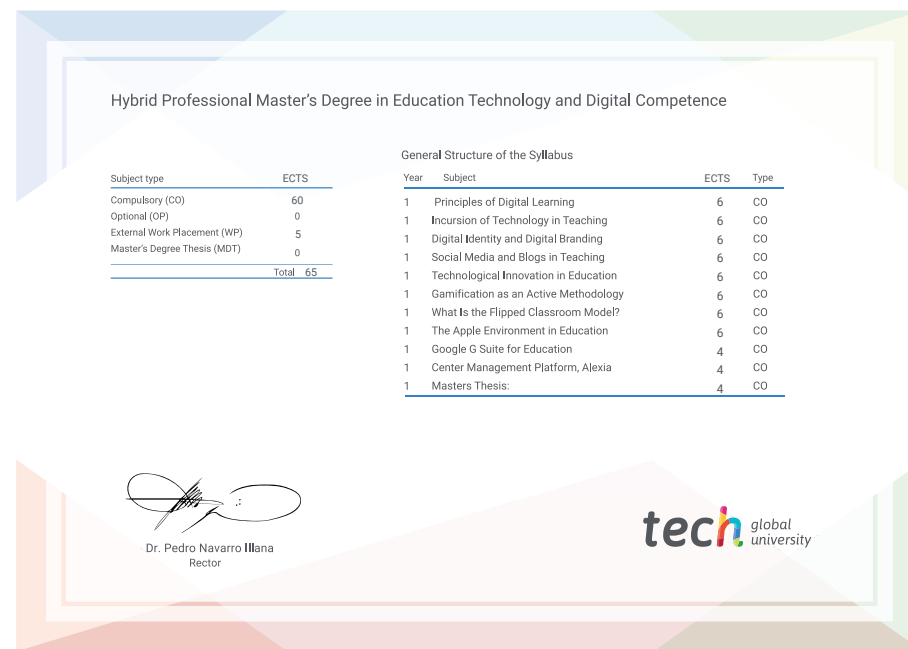 Hybrid Professional Master's Degree in Education Technology and Digital Competence
General Structure of the Syllabus
Subject type ECTS
Compulsory (CO) 60
Optional (OP) 0
External Work Placement (WP) 5
Master's Degree Thesis (MDT) 0
Total 65
Year Subject ECTS Type
1 Principles of Digital Learning 6 CO
1 Incursion of Technology in Teaching 6 CO
1 Digital Identity and Digital Branding 6 CO
1 Social Media and Blogs in Teaching 6 CO
1 Technological Innovation in Education 6 CO
1 Gamification as an Active Methodology 6 CO
1 What Is the Flipped Classroom Model? 6 CO
1 The Apple Environment in Education 6 CO
1 Google G Suite for Education 4 CO
1 Center Management Platform, Alexia 4 CO
1 Masters Thesis: 4 CO
Dr. Pedro Navarro Illana
Rector
tech global
university